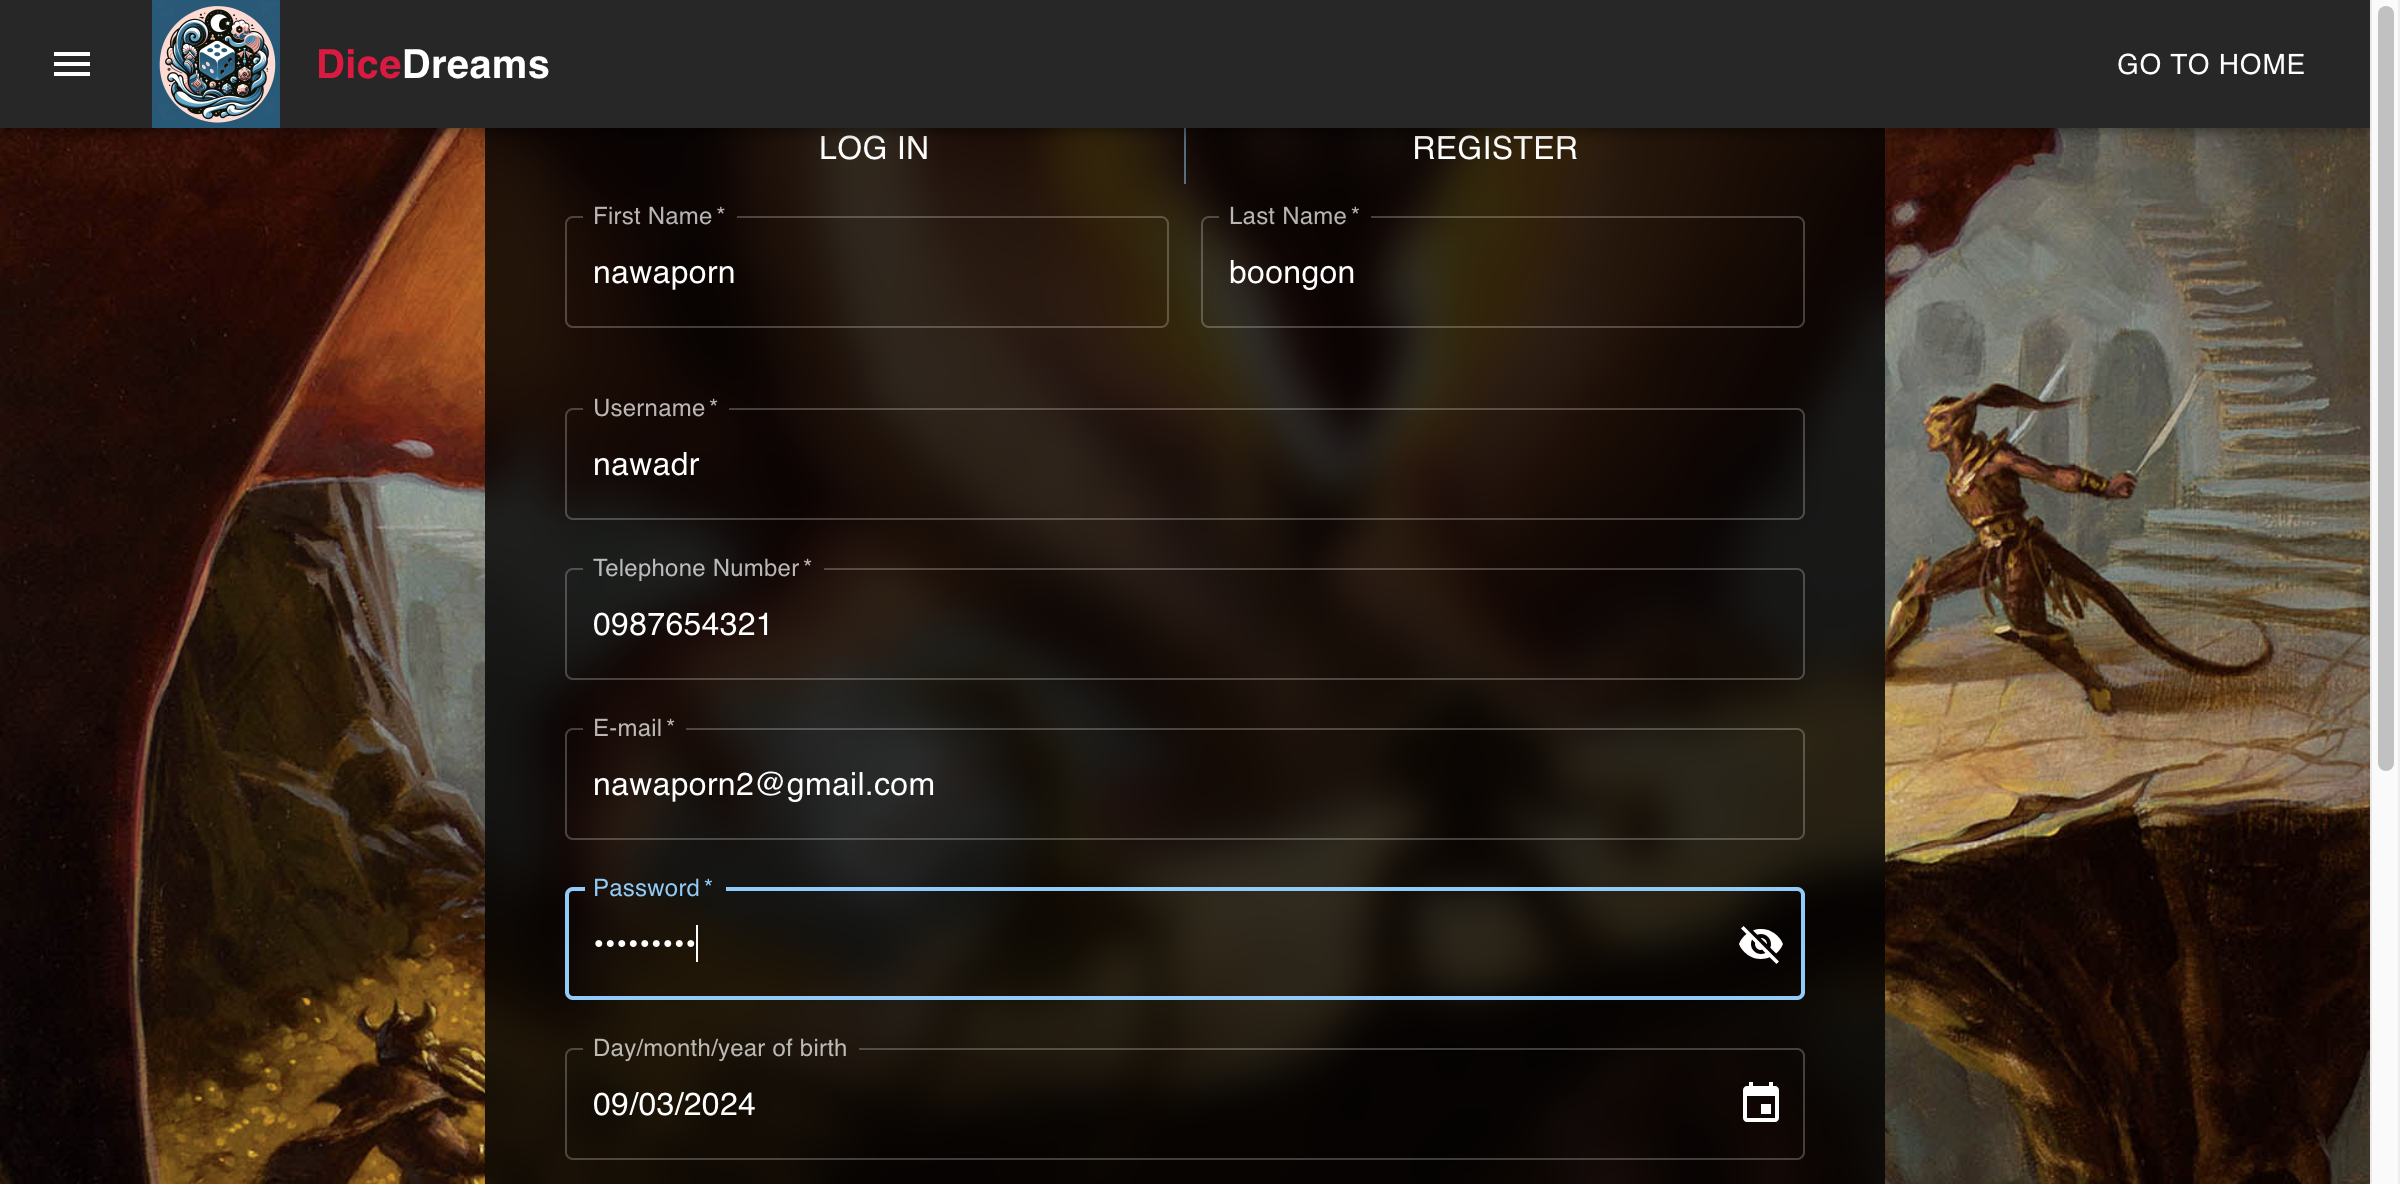 DiceDreams
GO TO HOME
LOG IN
REGISTER
First Name *
nawaporn
Last Name *
boongon
Username *
nawadr
Telephone Number *
0987654321
E-mail *
nawaporn2@gmail.com
Password *
•••••••••
Day/month/year of birth
09/03/2024